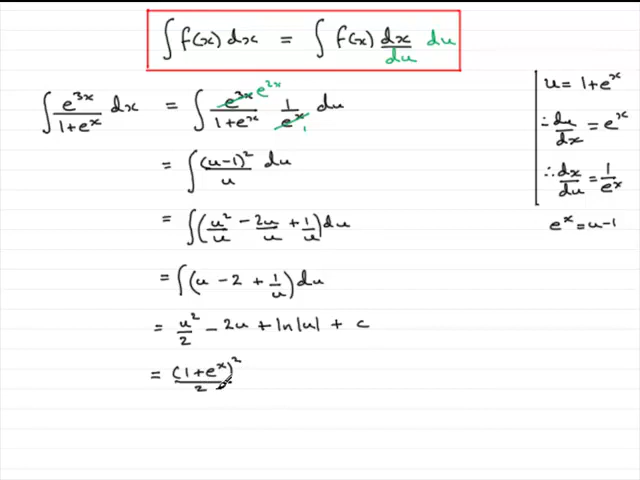 ∫ f(x) dx = ∫ f(x) dx/du du
∫ e^{3x}/(1+e^x) dx = ∫ e^{3x} e^{2x}/(1+e^x) 1/e^x 1 du
= ∫ (u-1)²/u du
= ∫ (u²/u - 2u/u + 1/u) du
= ∫ (u - 2 + 1/u) du
= u²/2 - 2u + ln|u| + c
= (1+e^x)²/2
u = 1+e^x
∴ du/dx = e^x
∴ dx/du = 1/e^x
e^x = u-1